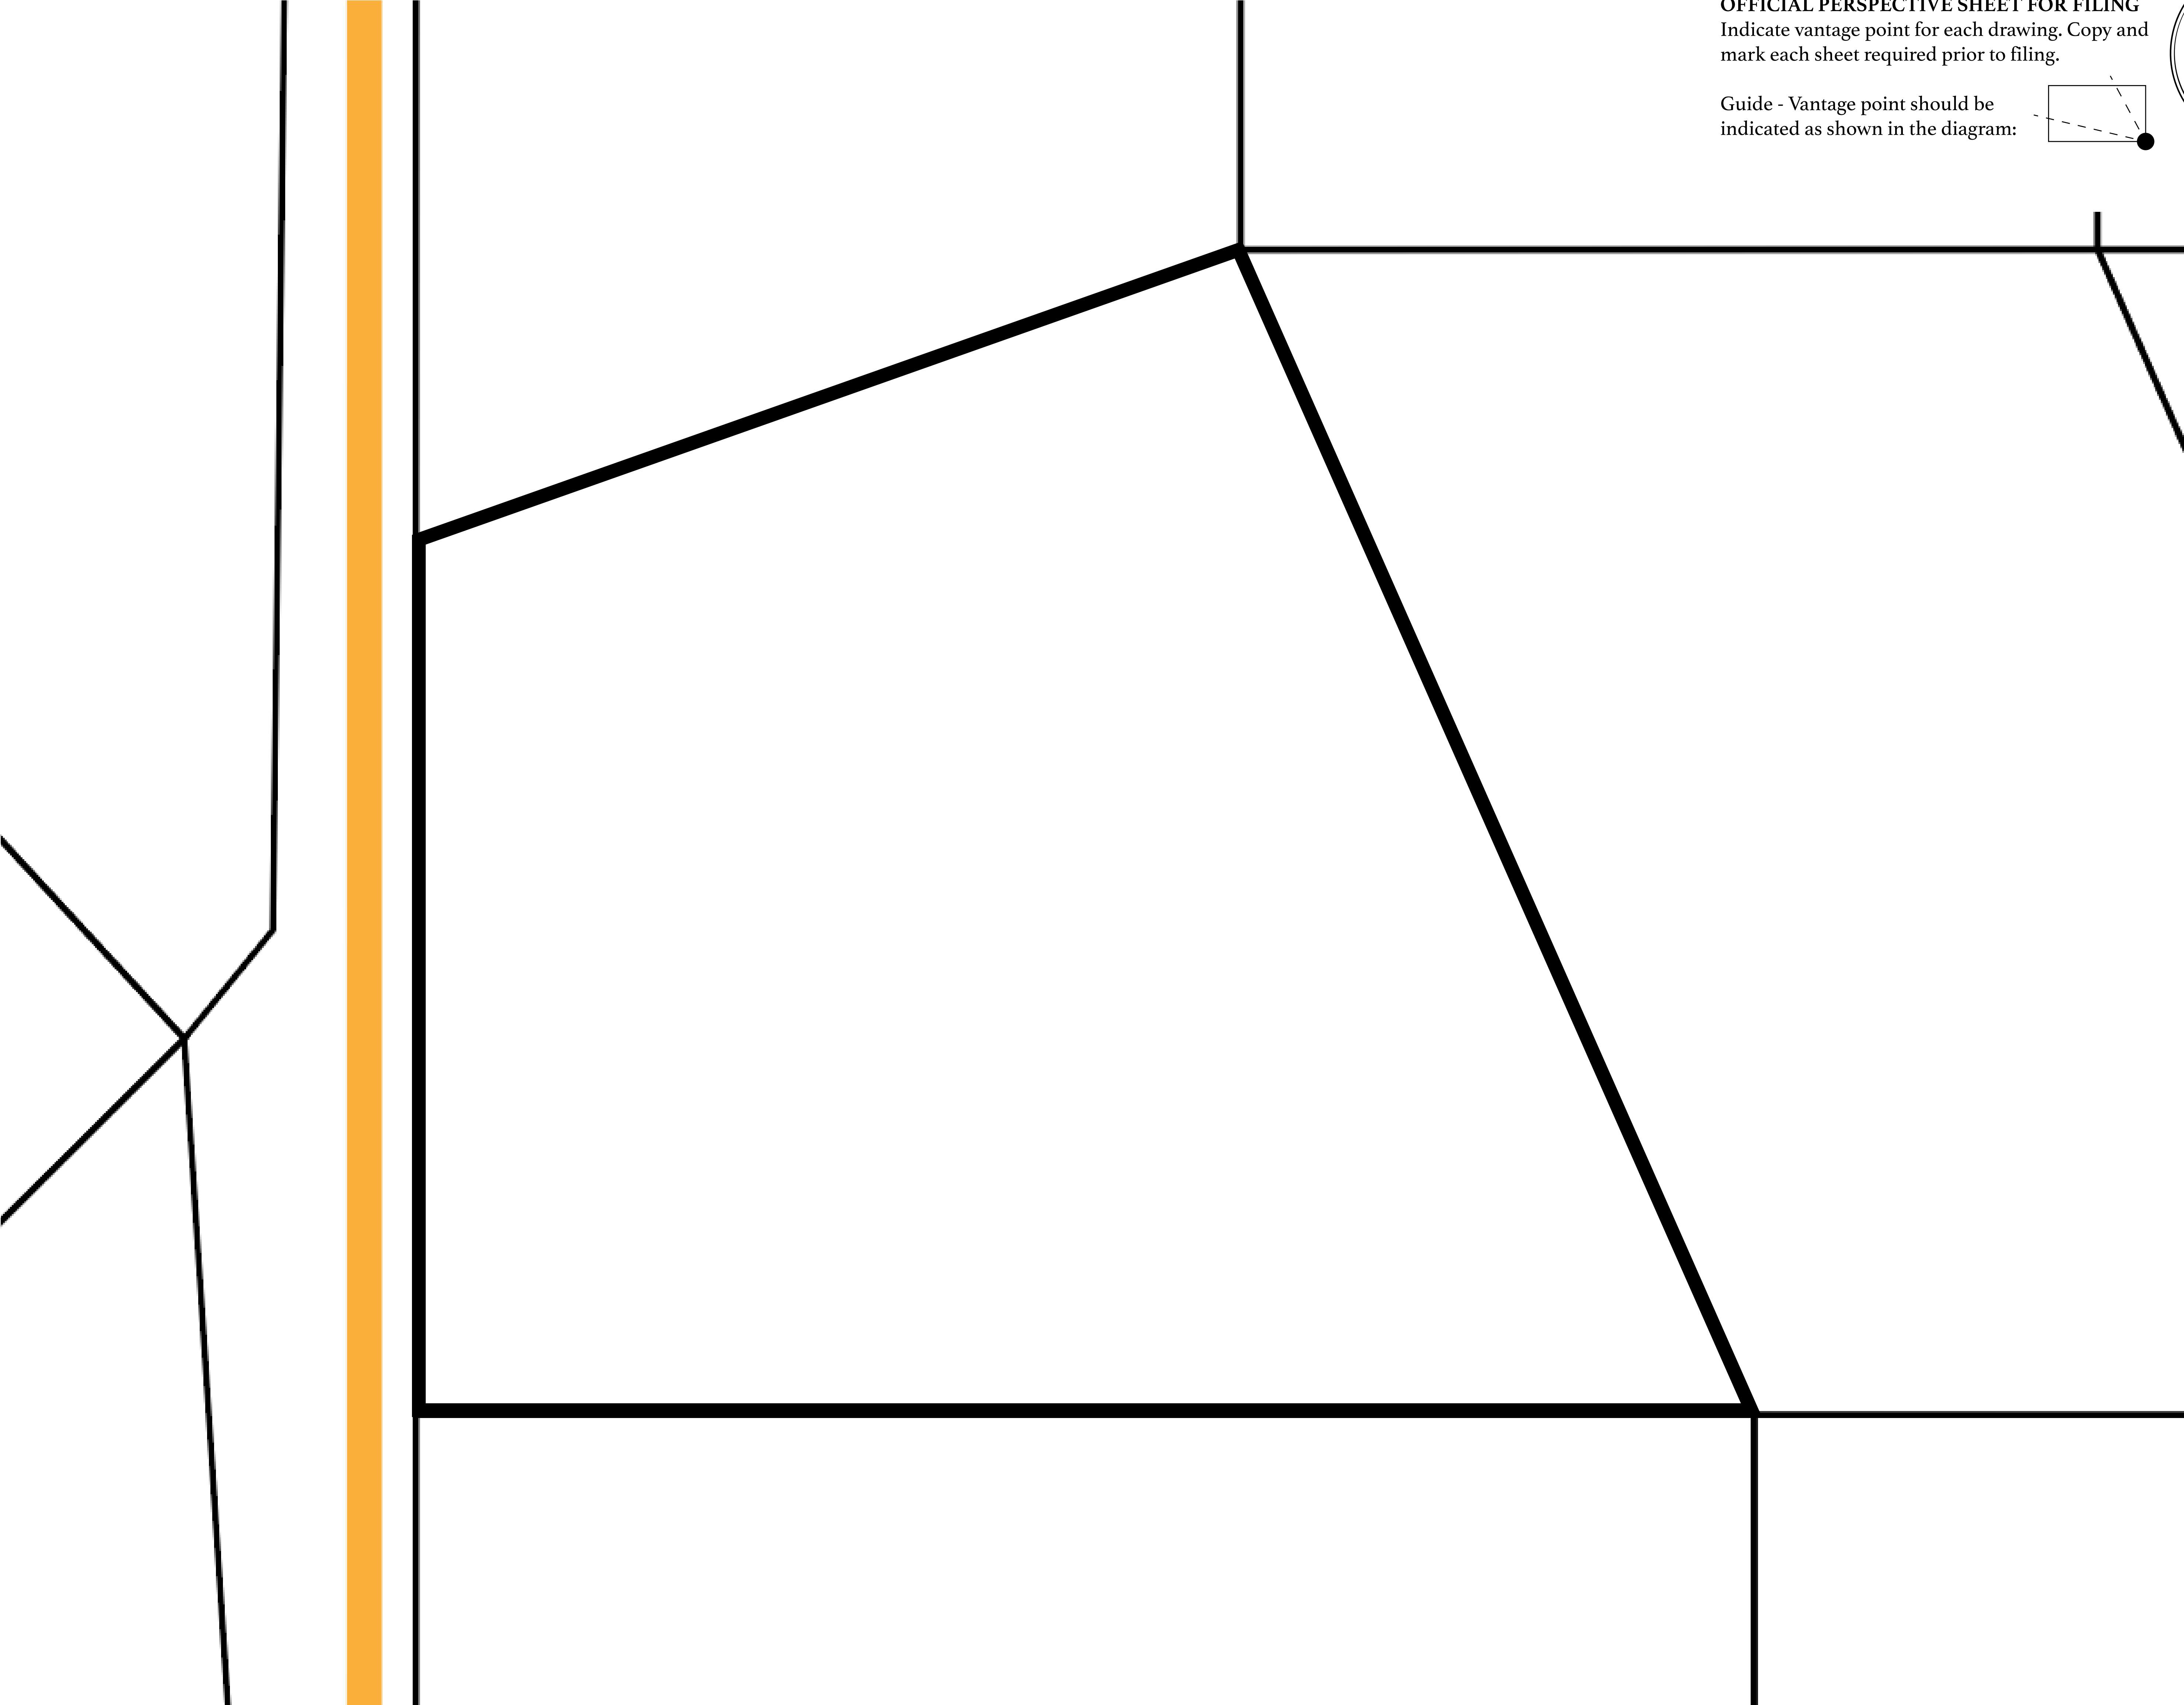 OFFICIAL PERSPECTIVE SHEET FOR FILING
Indicate vantage point for each drawing. Copy and
mark each sheet required prior to filing.
Guide - Vantage point should be
indicated as shown in the diagram: